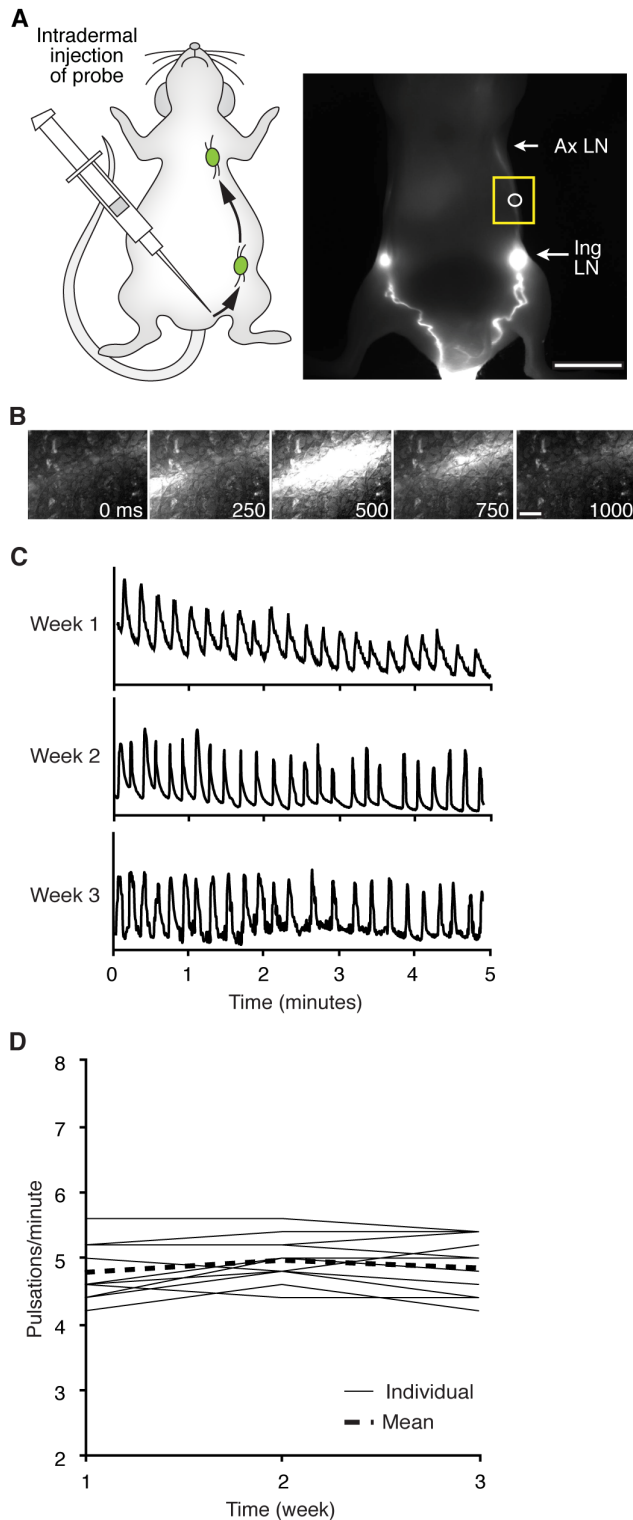 A
Intradermal
injection
of probe
Ax LN
Ing
LN
B
0 ms
250
500
750
1000
C
Week 1
Week 2
Week 3
0 1 2 3 4 5
Time (minutes)
D
8
7
6
5
4
3
2
Pulsations/minute
Individual
Mean
1 2 3
Time (week)